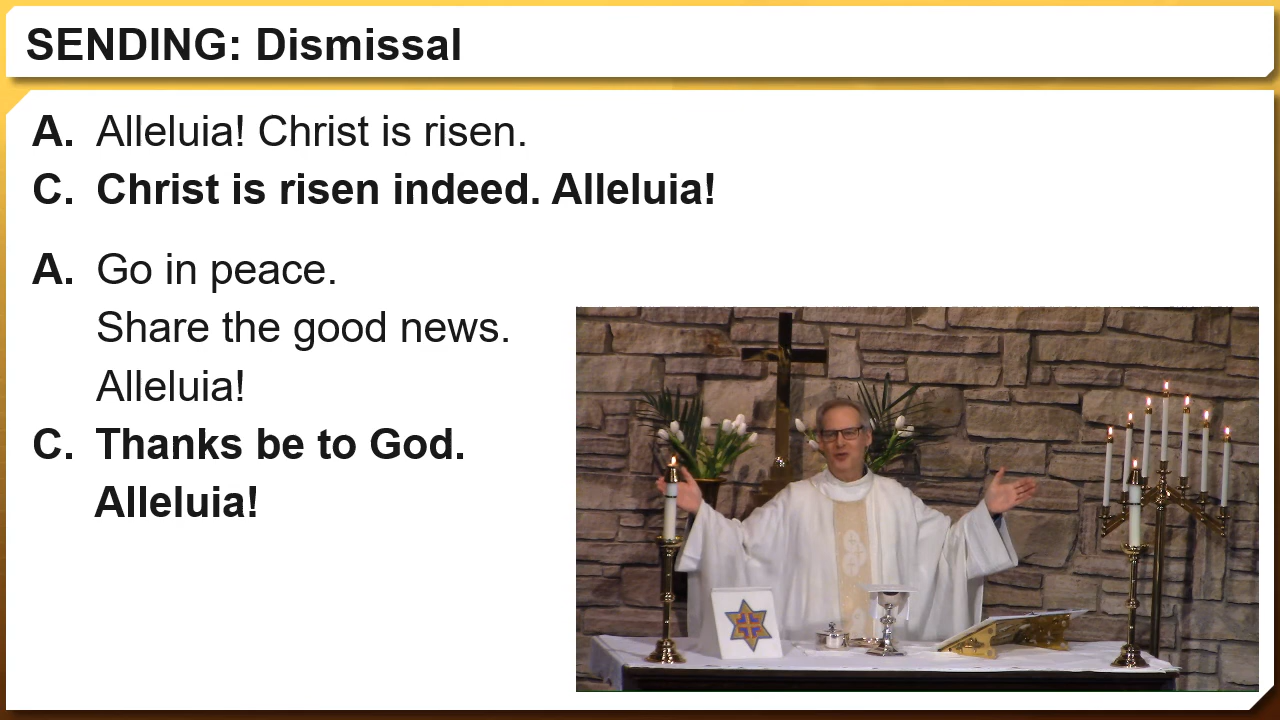 SENDING: Dismissal
A. Alleluia! Christ is risen.
C. Christ is risen indeed. Alleluia!
A. Go in peace.
Share the good news.
Alleluia!
C. Thanks be to God.
Alleluia!